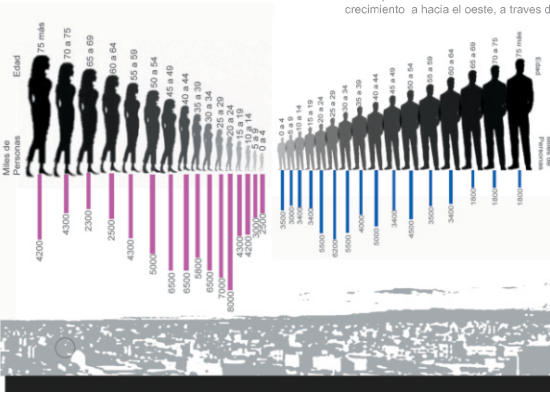 crecimiento a hacia el oeste, a traves d
Edad
75 más
70 a 75
65 a 69
60 a 64
55 a 59
50 a 54
45 a 49
40 a 44
35 a 39
30 a 34
25 a 29
20 a 24
15 a 19
10 a 14
5 a 9
0 a 4
Miles de
Personas
4200
4300
2300
2500
4300
5000
6500
6500
5800
6500
7000
8000
4300
4200
3000
2500
0 a 4
5 a 9
10 a 14
15 a 19
20 a 24
25 a 29
30 a 34
35 a 39
40 a 44
45 a 49
50 a 54
55 a 59
60 a 64
65 a 69
70 a 75
75 más
Edad
Personas
3500
3000
3400
3400
5500
6200
5500
4000
5000
3400
4500
3500
3400
1800
1800
1800